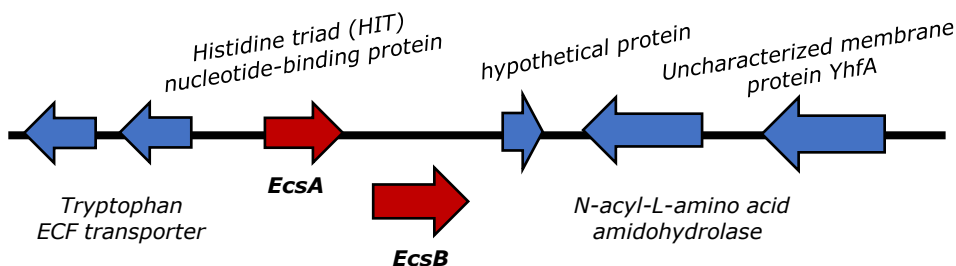 Histidine triad (HIT)
nucleotide-binding protein
hypothetical protein
Uncharacterized membrane
protein YhfA
EcsA
Tryptophan
ECF transporter
EcsB
N-acyl-L-amino acid
amidohydrolase